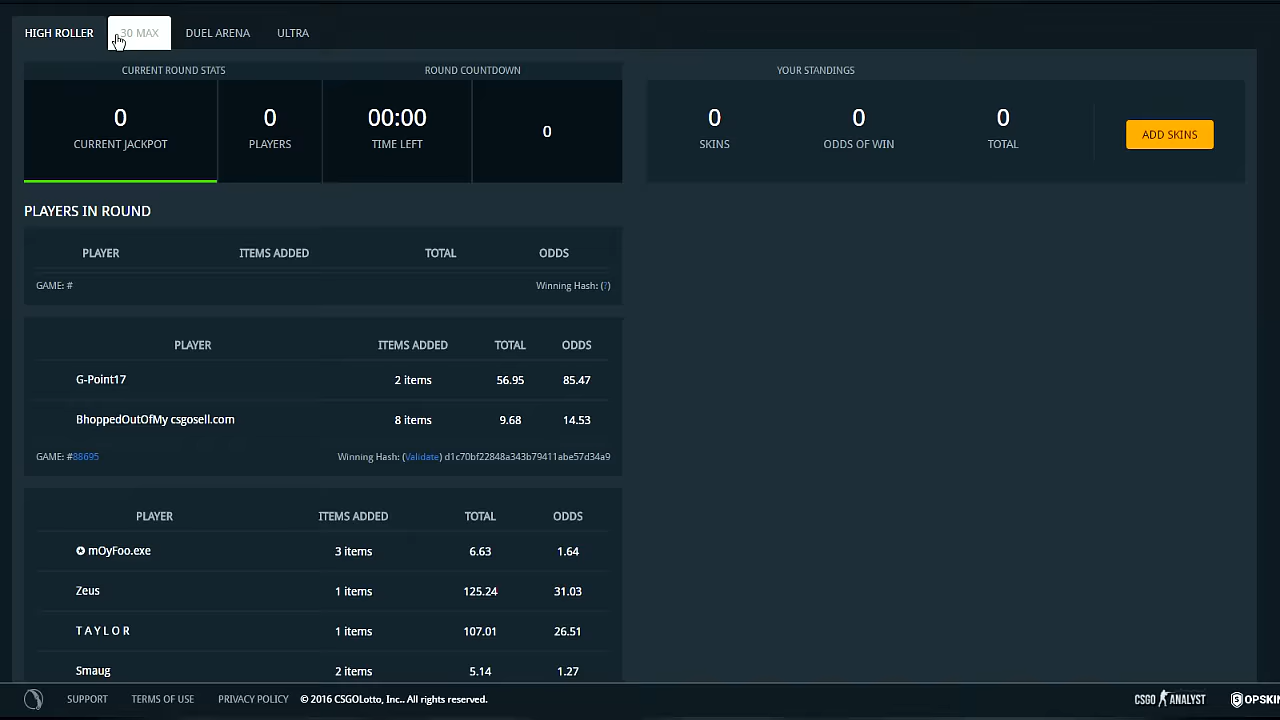 HIGH ROLLER 30 MAX DUEL ARENA ULTRA
CURRENT ROUND STATS ROUND COUNTDOWN YOUR STANDINGS
0 0 00:00 0 0 0 0
CURRENT JACKPOT PLAYERS TIME LEFT SKINS ODDS OF WIN TOTAL ADD SKINS
PLAYERS IN ROUND
PLAYER ITEMS ADDED TOTAL ODDS
GAME: # Winning Hash: (?)
PLAYER ITEMS ADDED TOTAL ODDS
G-Point17 2 items 56.95 85.47
BhoppedOutOfMy csgosell.com 8 items 9.68 14.53
GAME: #88695 Winning Hash: (Validate) d1c70bf22848a343b79411abe57d34a9
PLAYER ITEMS ADDED TOTAL ODDS
✪ mOyFoo.exe 3 items 6.63 1.64
Zeus 1 items 125.24 31.03
T A Y L O R 1 items 107.01 26.51
Smaug 2 items 5.14 1.27
SUPPORT TERMS OF USE PRIVACY POLICY © 2016 CSGOLotto, Inc.. All rights reserved. CSGO ANALYST OPSKIN